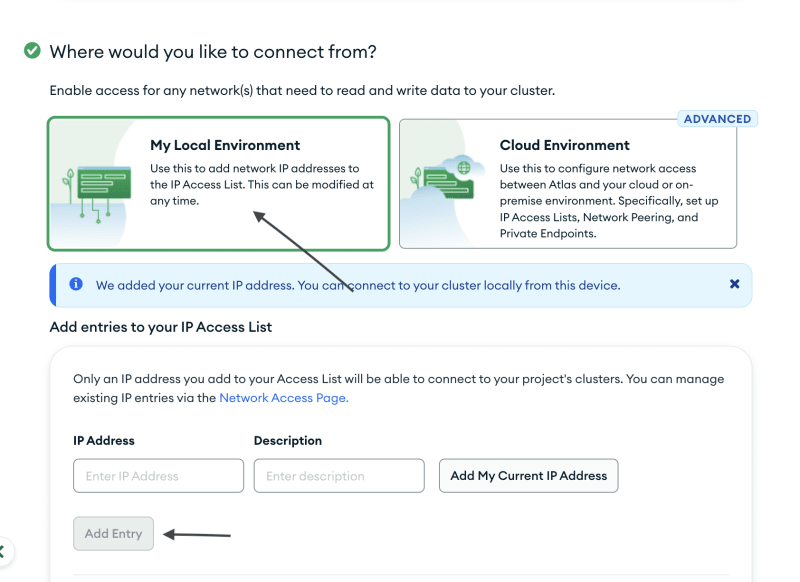 Where would you like to connect from?
Enable access for any network(s) that need to read and write data to your cluster.
ADVANCED
My Local Environment
Use this to add network IP addresses to
the IP Access List. This can be modified at
any time.
Cloud Environment
Use this to configure network access
between Atlas and your cloud or on-
premise environment. Specifically, set up
IP Access Lists, Network Peering, and
Private Endpoints.
We added your current IP address. You can connect to your cluster locally from this device.
Add entries to your IP Access List
Only an IP address you add to your Access List will be able to connect to your project's clusters. You can manage
existing IP entries via the Network Access Page.
IP Address
Description
Enter IP Address
Enter description
Add My Current IP Address
Add Entry